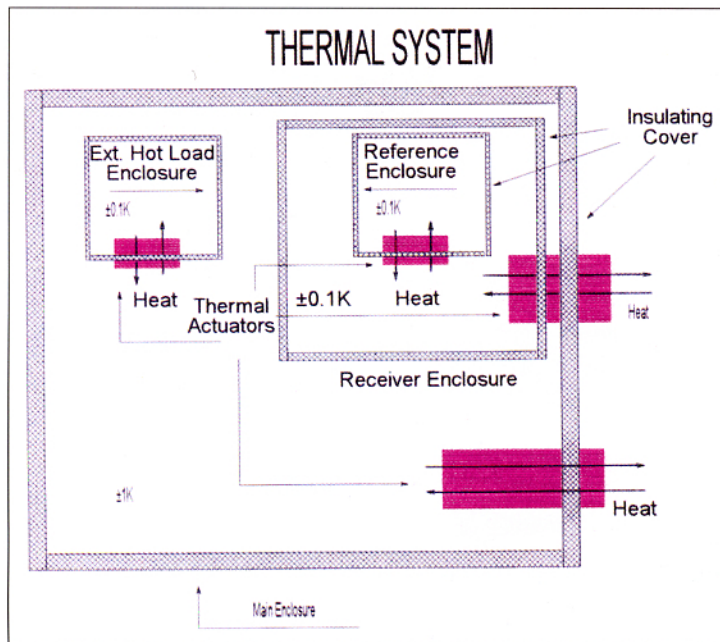 THERMAL SYSTEM
Insulating
Cover
Ext. Hot Load
Enclosure
±0.1K
Reference
Enclosure
±0.1K
Heat
Thermal
Actuators
±0.1K
Heat
Heat
Receiver Enclosure
±1K
Heat
Main Enclosure